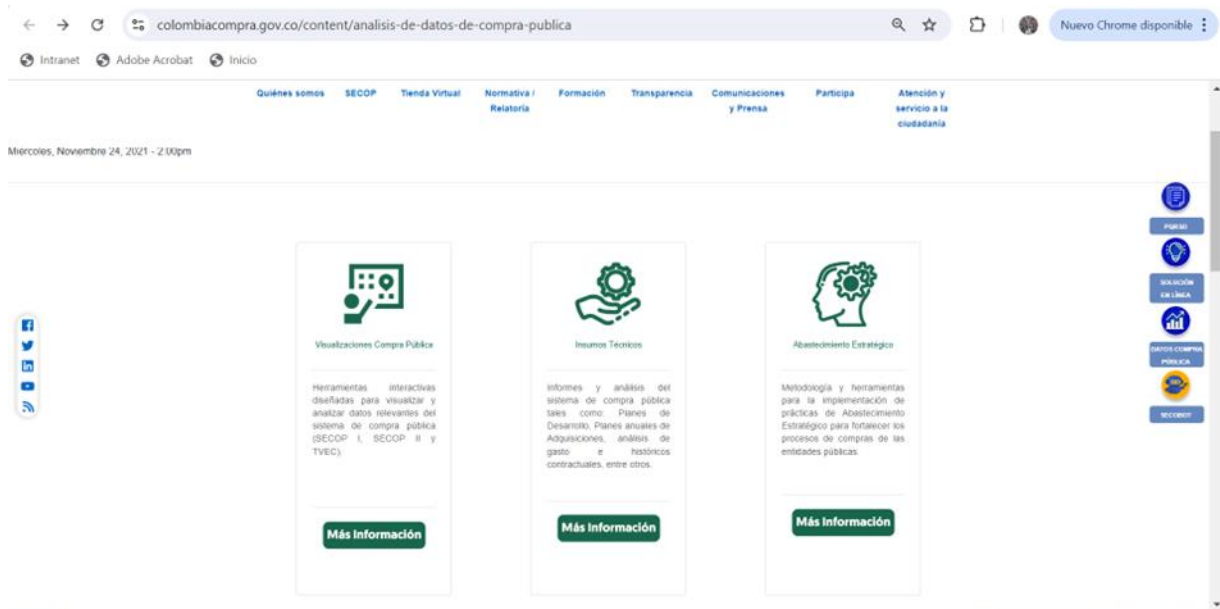 colombiacompra.gov.co/content/analisis-de-datos-de-compra-publica
Nuevo Chrome disponible
Intranet
Adobe Acrobat
Inicio
Quiénes somos
SECOP
Tienda Virtual
Normativa /
Relatoría
Formación
Transparencia
Comunicaciones
y Prensa
Participa
Atención y
servicio a la
ciudadanía
Miercoles, Noviembre 24, 2021 - 2:00pm
Visualizaciones Compra Pública
Herramientas interactivas
diseñadas para visualizar y
analizar datos relevantes del
sistema de compra pública
(SECOP I, SECOP II y
TVEC).
Más Información
Insumos Técnicos
Informes y análisis del
sistema de compra pública
tales como: Planes de
Desarrollo, Planes anuales de
Adquisiciones, análisis de
gasto e históricos
contractuales, entre otros.
Más Información
Abastecimiento Estratégico
Metodología y herramientas
para la implementación de
prácticas de Abastecimiento
Estratégico para fortalecer los
procesos de compras de las
entidades públicas.
Más Información
PQRSD
SOLUCIÓN
EN LÍNEA
DATOS COMPRA
PÚBLICA
SECOBOT